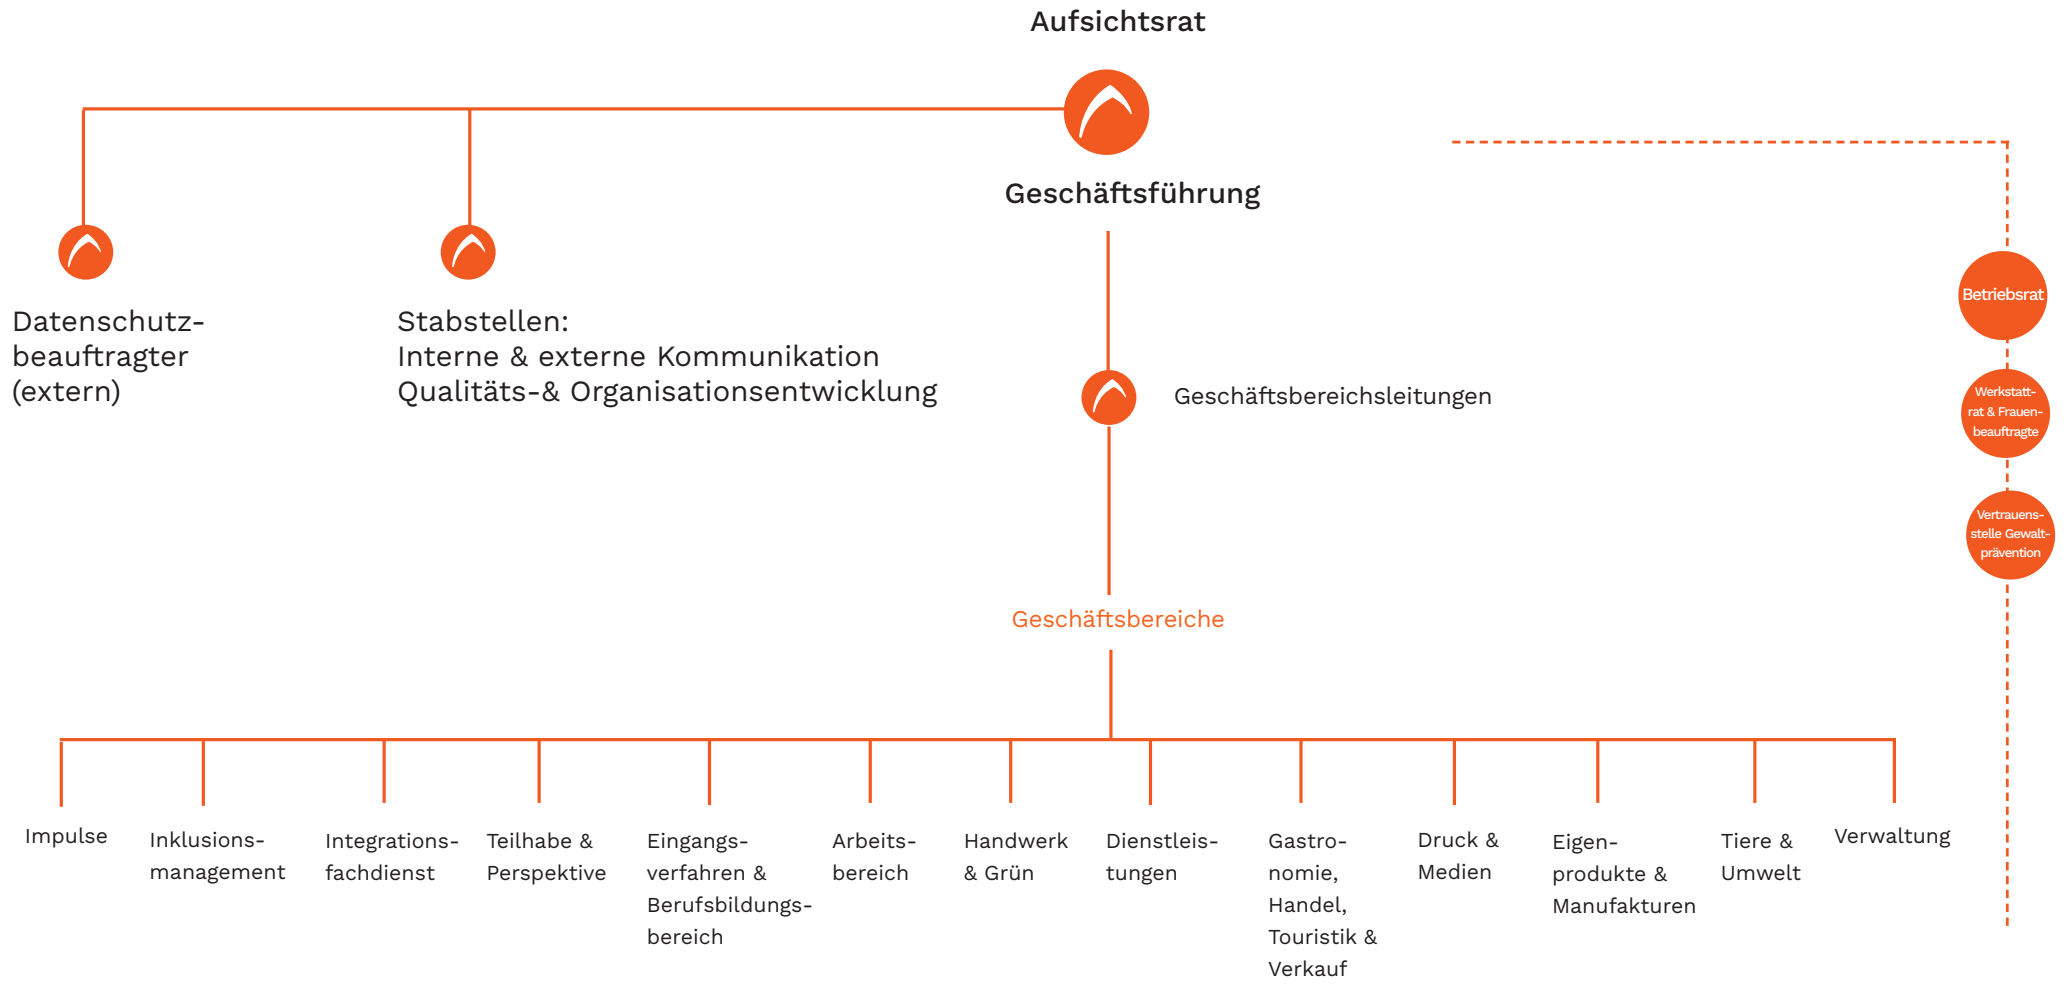 Aufsichtsrat
Geschäftsführung
Datenschutz-
beauftragter
(extern)
Stabstellen:
Interne & externe Kommunikation
Qualitäts-& Organisationsentwicklung
Geschäftsbereichsleitungen
Betriebsrat
Werkstatt-
rat & Frauen-
beauftragte
Vertrauens-
stelle Gewalt-
prävention
Geschäftsbereiche
Impulse
Inklusions-
management
Integrations-
fachdienst
Teilhabe &
Perspektive
Eingangs-
verfahren &
Berufsbildungs-
bereich
Arbeits-
bereich
Handwerk
& Grün
Dienstleis-
tungen
Gastro-
nomie,
Handel,
Touristik &
Verkauf
Druck &
Medien
Eigen-
produkte &
Manufakturen
Tiere &
Umwelt
Verwaltung